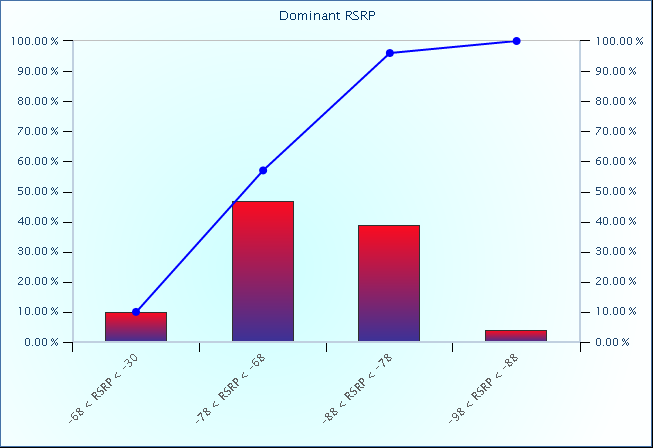 Dominant RSRP
100.00 % 100.00 %
90.00 % 90.00 %
80.00 % 80.00 %
70.00 % 70.00 %
60.00 % 60.00 %
50.00 % 50.00 %
40.00 % 40.00 %
30.00 % 30.00 %
20.00 % 20.00 %
10.00 % 10.00 %
0.00 % 0.00 %
-68 < RSRP < -30
-78 < RSRP < -68
-88 < RSRP < -78
-98 < RSRP < -88